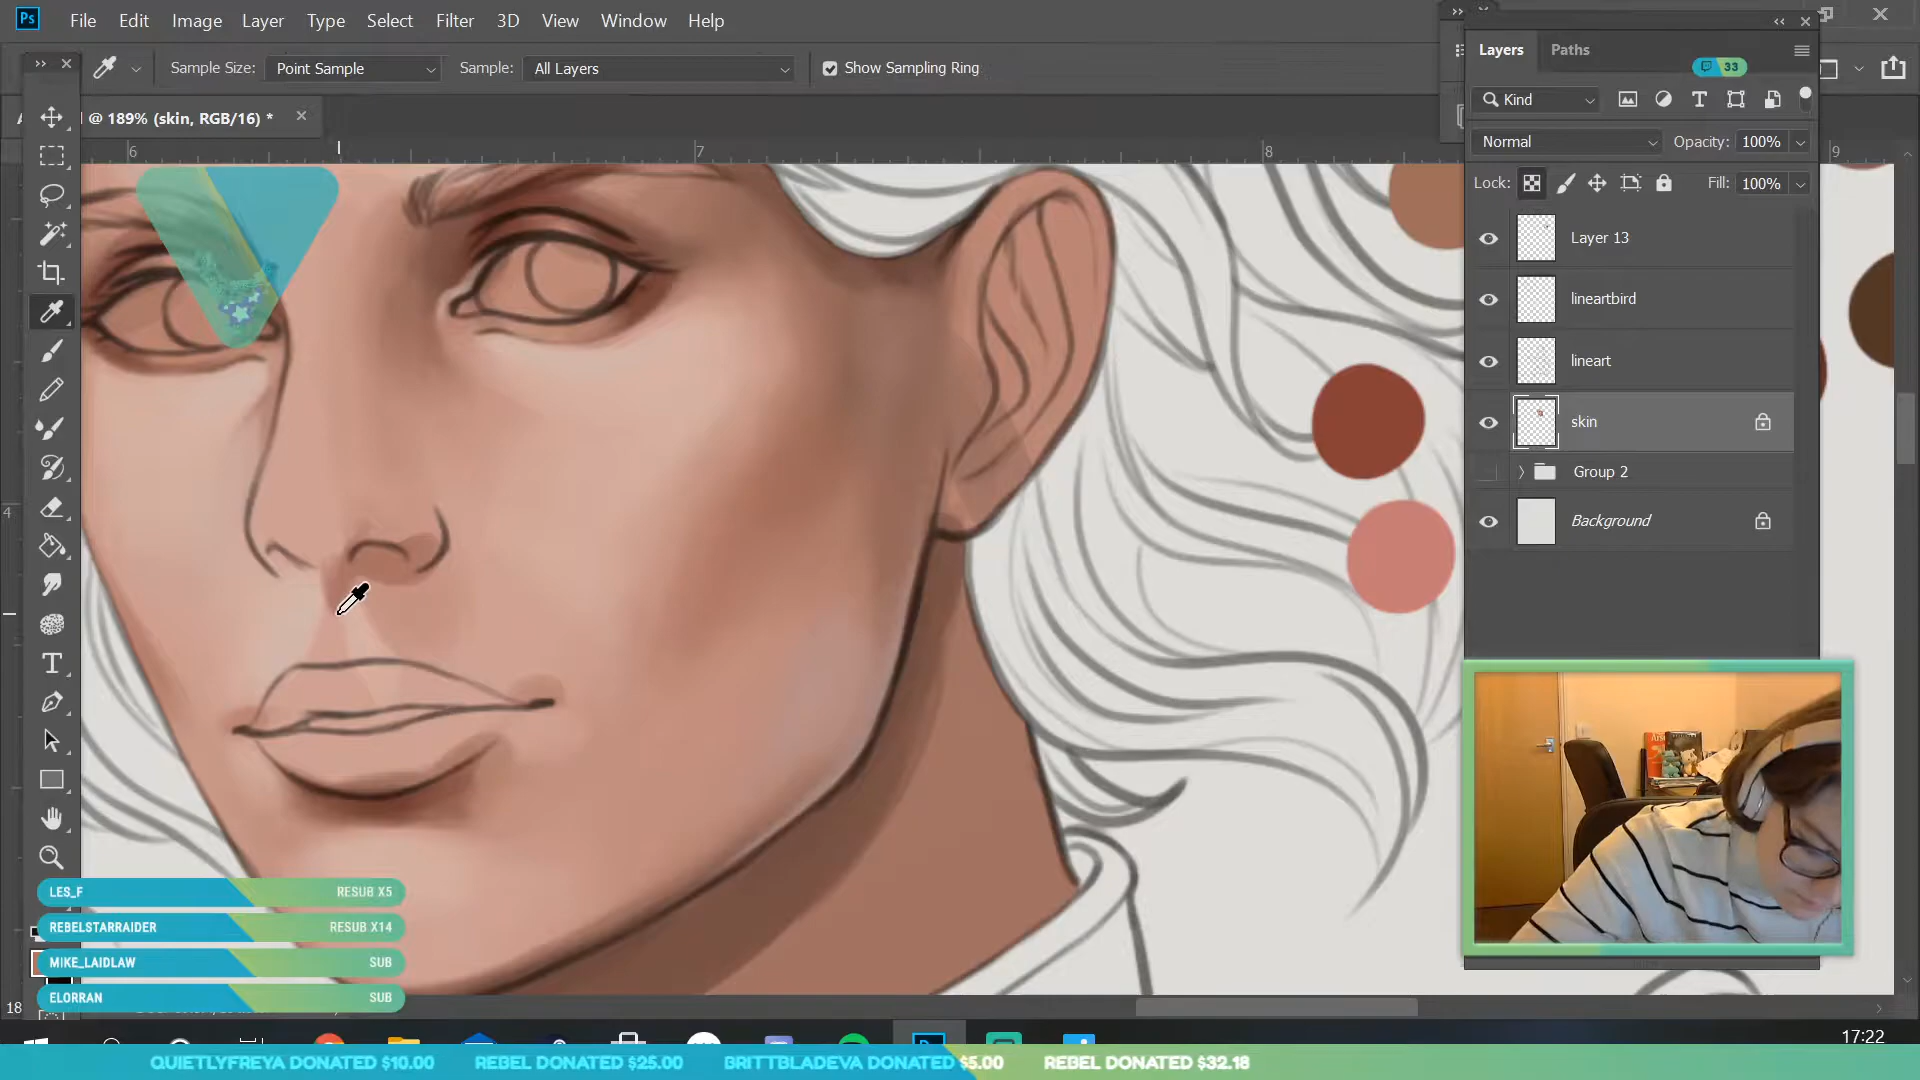 Ps File Edit Image Layer Type Select Filter 3D View Window Help
Sample Size: Point Sample Sample: All Layers Show Sampling Ring
@ 189% (skin, RGB/16) *
6 7 8 9
4
Layers Paths
33
Kind
Normal Opacity: 100%
Lock: Fill: 100%
Layer 13
lineartbird
lineart
skin
Group 2
Background
LES_F RESUB X5
REBELSTARRAIDER RESUB X14
MIKE_LAIDLAW SUB
ELORRAN SUB
18
17:22
QUIETLYFREYA DONATED $10.00 REBEL DONATED $25.00 BRITTBLADEVA DONATED $5.00 REBEL DONATED $32.18